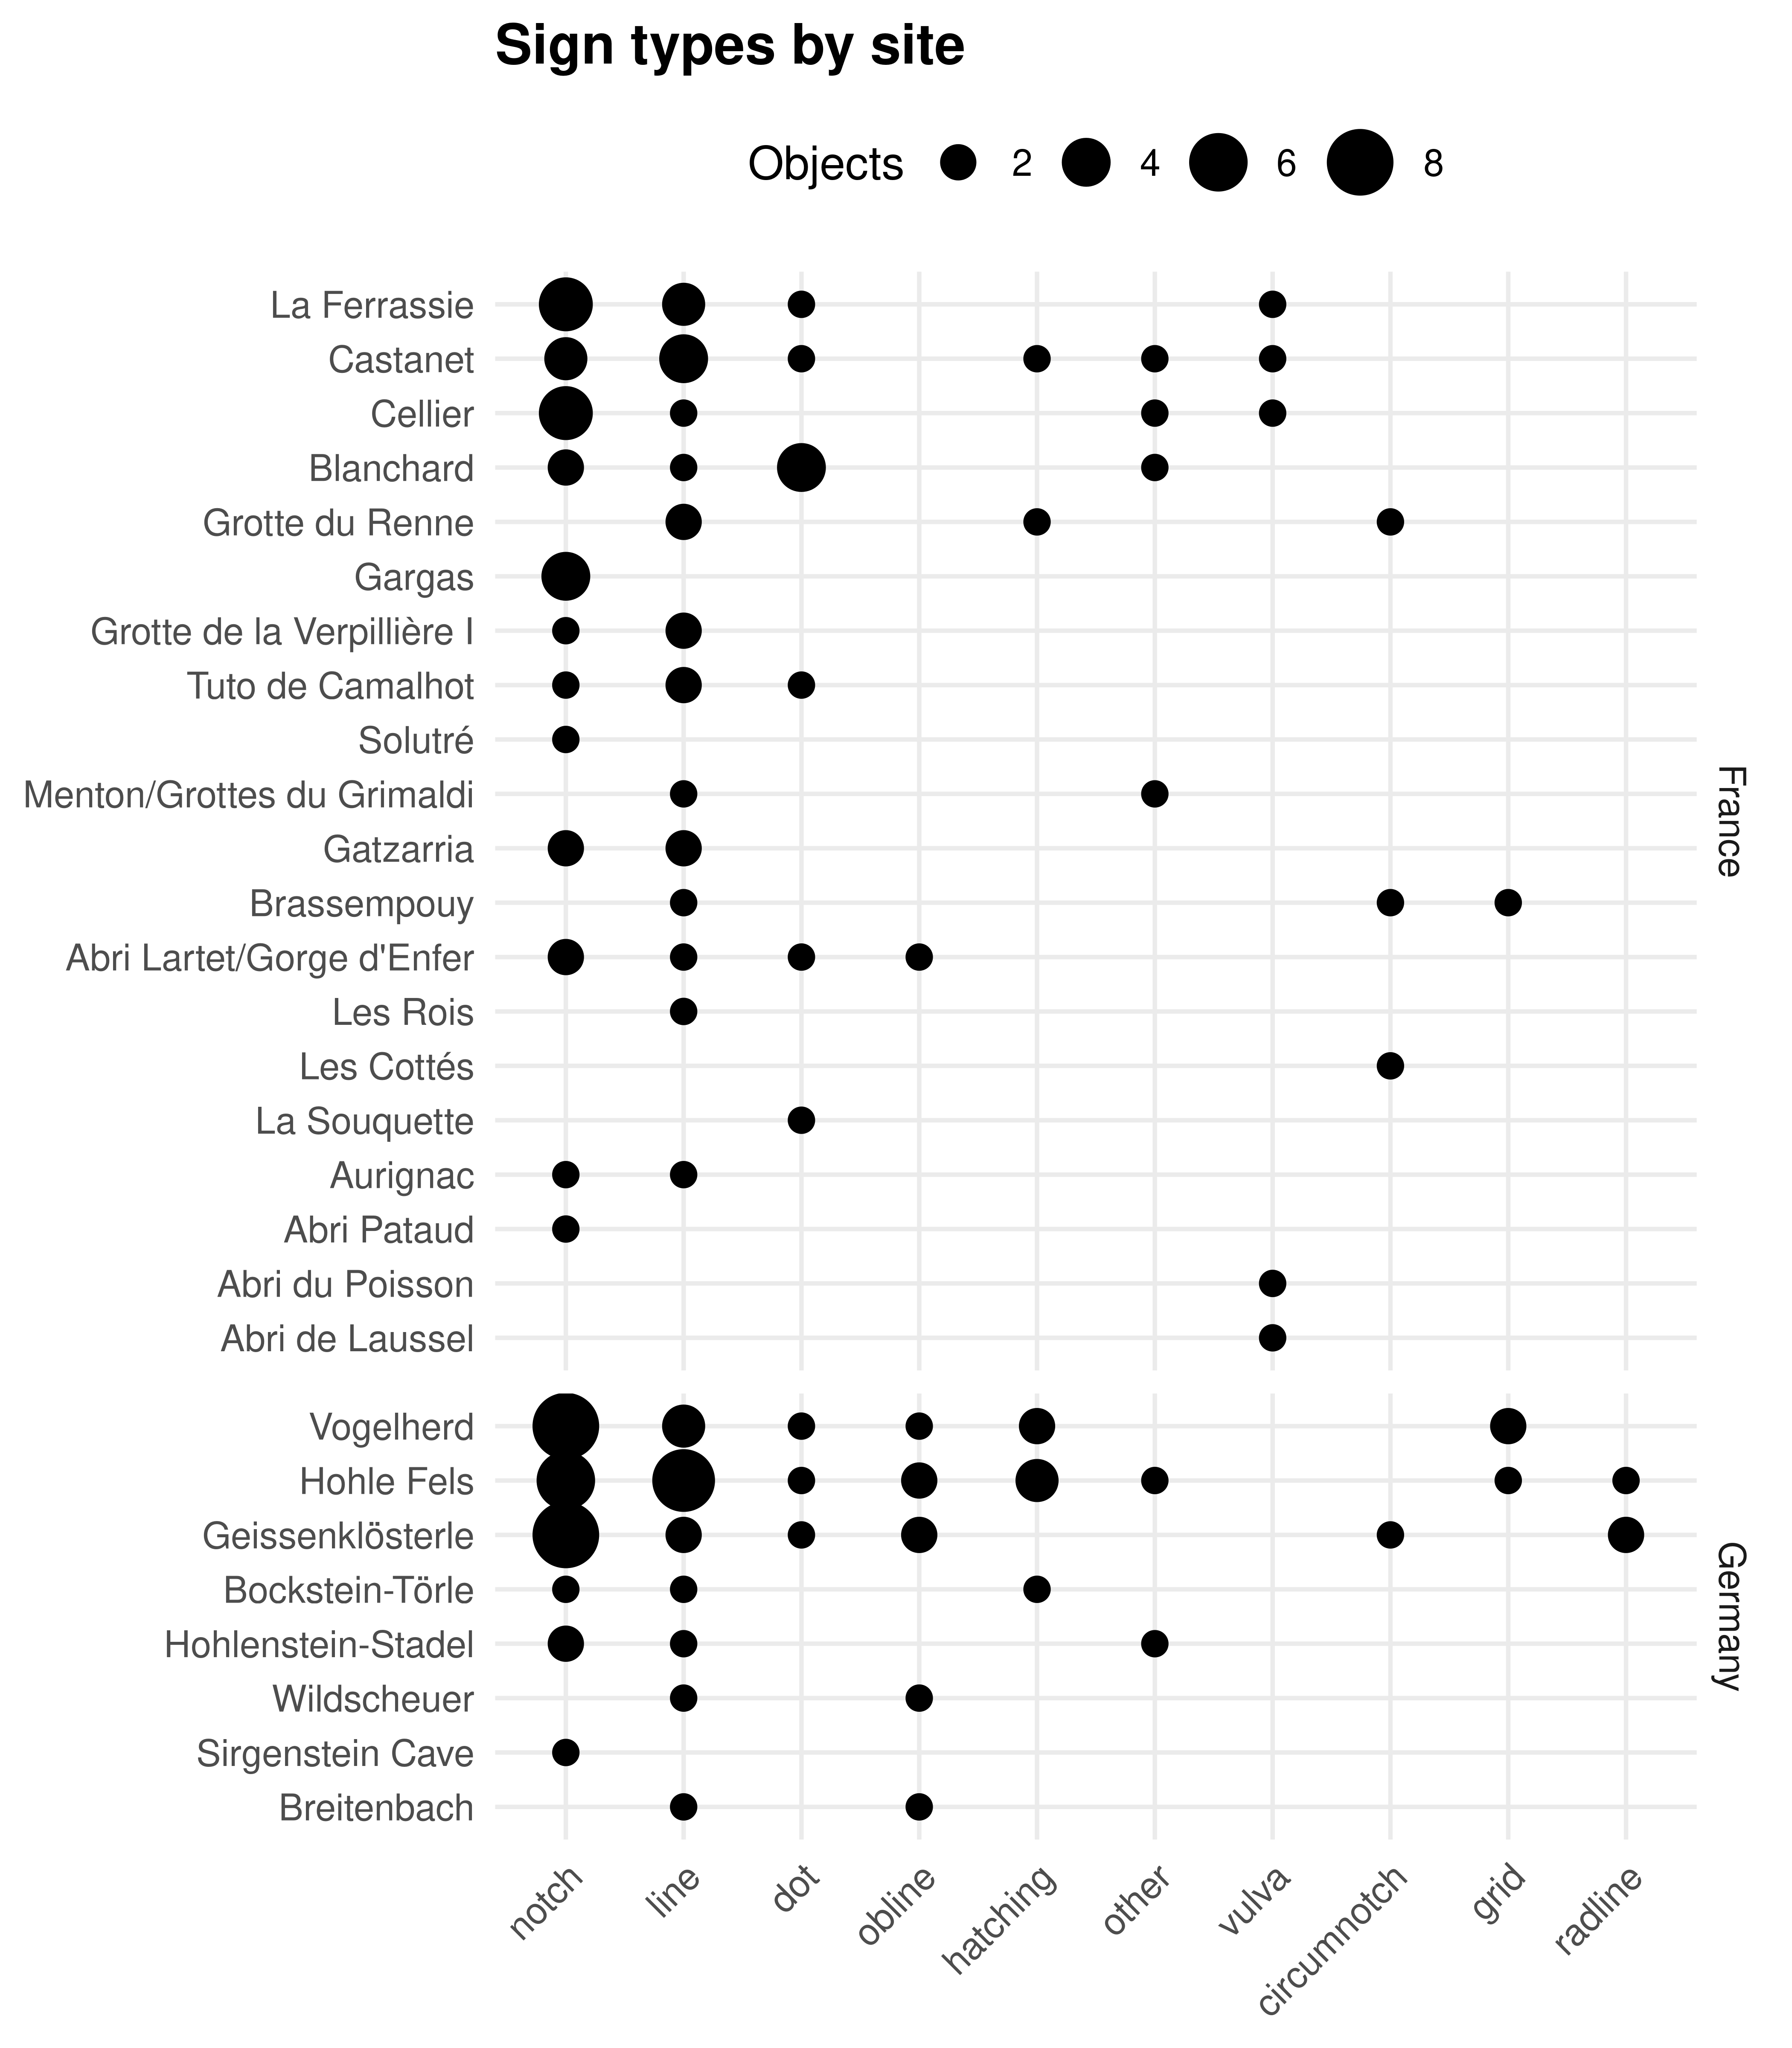 Sign types by site
Objects 2 4 6 8
La Ferrassie
Castanet
Cellier
Blanchard
Grotte du Renne
Gargas
Grotte de la Verpillière I
Tuto de Camalhot
Solutré
Menton/Grottes du Grimaldi
Gatzarria
Brassempouy
Abri Lartet/Gorge d'Enfer
Les Rois
Les Cottés
La Souquette
Aurignac
Abri Pataud
Abri du Poisson
Abri de Laussel
France
Vogelherd
Hohle Fels
Geissenklösterle
Bockstein-Törle
Hohlenstein-Stadel
Wildscheuer
Sirgenstein Cave
Breitenbach
Germany
notch
line
dot
obline
hatching
other
vulva
circumnotch
grid
radline